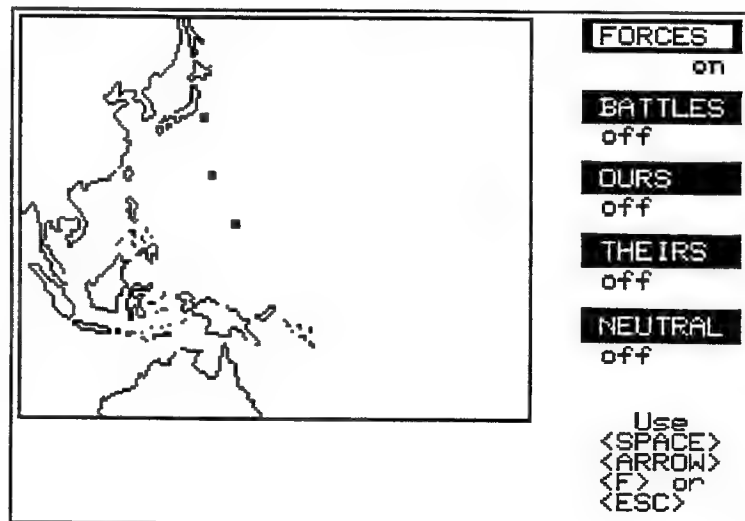 FORCES
on
BATTLES
off
OURS
off
THEIRS
off
NEUTRAL
off
Use
<SPACE>
<ARROW>
<F> or
<ESC>